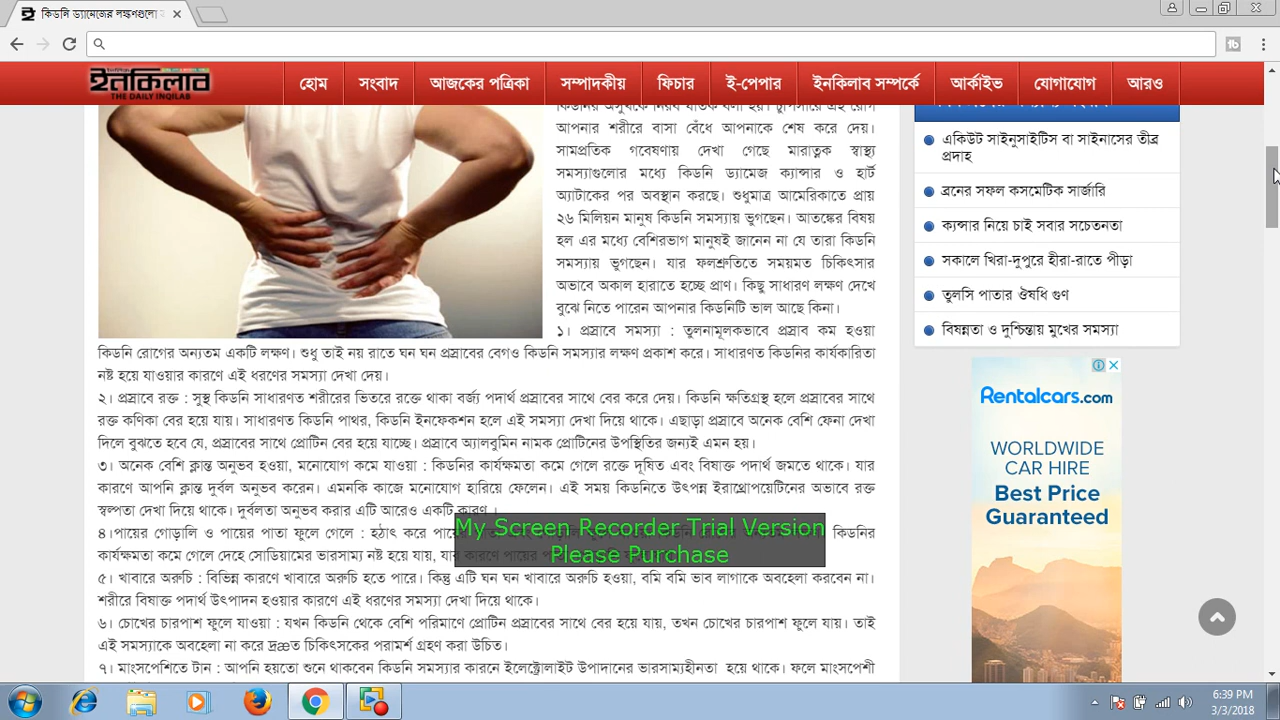 কিডনি ড্যামেজের লক্ষণগুলো
ইনকিলাব
THE DAILY INQILAB
হোম
সংবাদ
আজকের পত্রিকা
সম্পাদকীয়
ফিচার
ই-পেপার
ইনকিলাব সম্পর্কে
আর্কাইভ
যোগাযোগ
আরও
কিডনির অসুখকে নিরব ঘাতক বলা হয়। চুপিসারে এই রোগ
আপনার শরীরে বাসা বেঁধে আপনাকে শেষ করে দেয়।
সামপ্রতিক গবেষণায় দেখা গেছে মারাত্নক স্বাস্থ্য
সমস্যাগুলোর মধ্যে কিডনি ড্যামেজ ক্যান্সার ও হার্ট
অ্যাটাকের পর অবস্থান করছে। শুধুমাত্র আমেরিকাতে প্রায়
২৬ মিলিয়ন মানুষ কিডনি সমস্যায় ভুগছেন। আতঙ্কের বিষয়
হল এর মধ্যে বেশিরভাগ মানুষই জানেন না যে তারা কিডনি
সমস্যায় ভুগছেন। যার ফলশ্রুতিতে সময়মত চিকিৎসার
অভাবে অকাল হারাতে হচ্ছে প্রাণ। কিছু সাধারণ লক্ষণ দেখে
বুঝে নিতে পারেন আপনার কিডনিটি ভাল আছে কিনা।
১। প্রস্রাবে সমস্যা : তুলনামূলকভাবে প্রস্রাব কম হওয়া
কিডনি রোগের অন্যতম একটি লক্ষণ। শুধু তাই নয় রাতে ঘন ঘন প্রস্রাবের বেগও কিডনি সমস্যার লক্ষণ প্রকাশ করে। সাধারণত কিডনির কার্যকারিতা
নষ্ট হয়ে যাওয়ার কারণে এই ধরণের সমস্যা দেখা দেয়।
২। প্রস্রাবে রক্ত : সুস্থ কিডনি সাধারণত শরীরের ভিতরে রক্তে থাকা বর্জ্য পদার্থ প্রস্রাবের সাথে বের করে দেয়। কিডনি ক্ষতিগ্রস্থ হলে প্রস্রাবের সাথে
রক্ত কণিকা বের হয়ে যায়। সাধারণত কিডনি পাথর, কিডনি ইনফেকশন হলে এই সমস্যা দেখা দিয়ে থাকে। এছাড়া প্রস্রাবে অনেক বেশি ফেনা দেখা
দিলে বুঝতে হবে যে, প্রস্রাবের সাথে প্রোটিন বের হয়ে যাচ্ছে। প্রস্রাবে অ্যালবুমিন নামক প্রোটিনের উপস্থিতির জন্যই এমন হয়।
৩। অনেক বেশি ক্লান্ত অনুভব হওয়া, মনোযোগ কমে যাওয়া : কিডনির কার্যক্ষমতা কমে গেলে রক্তে দূষিত এবং বিষাক্ত পদার্থ জমতে থাকে। যার
কারণে আপনি ক্লান্ত দুর্বল অনুভব করেন। এমনকি কাজে মনোযোগ হারিয়ে ফেলেন। এই সময় কিডনিতে উৎপন্ন ইরাথ্রোপয়েটিনের অভাবে রক্ত
স্বল্পতা দেখা দিয়ে থাকে। দুর্বলতা অনুভব করার এটি আরেও একটি কারণ।
৪।পায়ের গোড়ালি ও পায়ের পাতা ফুলে গেলে : হঠাৎ করে কিডনির
কার্যক্ষমতা কমে গেলে দেহে সোডিয়ামের ভারসাম্য নষ্ট হয়ে যায়, যার কারণে পায়ের
My Screen Recorder Trial Version
Please Purchase
৫। খাবারে অরুচি : বিভিন্ন কারণে খাবারে অরুচি হতে পারে। কিন্তু এটি ঘন ঘন খাবারে অরুচি হওয়া, বমি বমি ভাব লাগাকে অবহেলা করবেন না।
শরীরে বিষাক্ত পদার্থ উৎপাদন হওয়ার কারণে এই ধরণের সমস্যা দেখা দিয়ে থাকে।
৬। চোখের চারপাশ ফুলে যাওয়া : যখন কিডনি থেকে বেশি পরিমাণে প্রোটিন প্রস্রাবের সাথে বের হয়ে যায়, তখন চোখের চারপাশ ফুলে যায়। তাই
এই সমস্যাকে অবহেলা না করে দ্রæত চিকিৎসকের পরামর্শ গ্রহণ করা উচিত।
৭। মাংসপেশিতে টান : আপনি হয়তো শুনে থাকবেন কিডনি সমস্যার কারনে ইলেক্ট্রোলাইট উপাদানের ভারসাম্যহীনতা হয়ে থাকে। ফলে মাংসপেশী
একিউট সাইনুসাইটিস বা সাইনাসের তীব্র
প্রদাহ
ব্রনের সফল কসমেটিক সার্জারি
ক্যন্সার নিয়ে চাই সবার সচেতনতা
সকালে খিরা-দুপুরে হীরা-রাতে পীড়া
তুলসি পাতার ঔষধি গুণ
বিষন্নতা ও দুশ্চিন্তায় মুখের সমস্যা
Rentalcars.com
WORLDWIDE
CAR HIRE
Best Price
Guaranteed
6:39 PM
3/3/2018